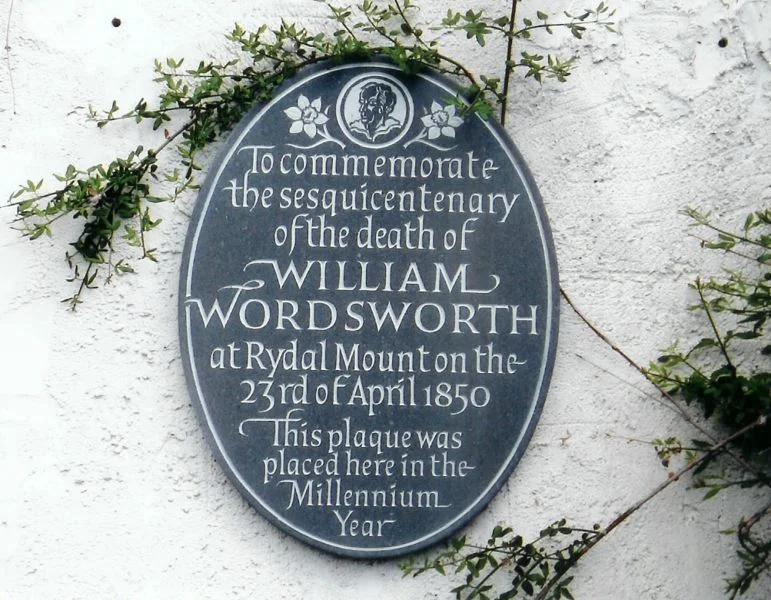 To commemorate
the sesquicentenary
of the death of
WILLIAM
WORDSWORTH
at Rydal Mount on the
23rd of April 1850
This plaque was
placed here in the
Millennium
Year